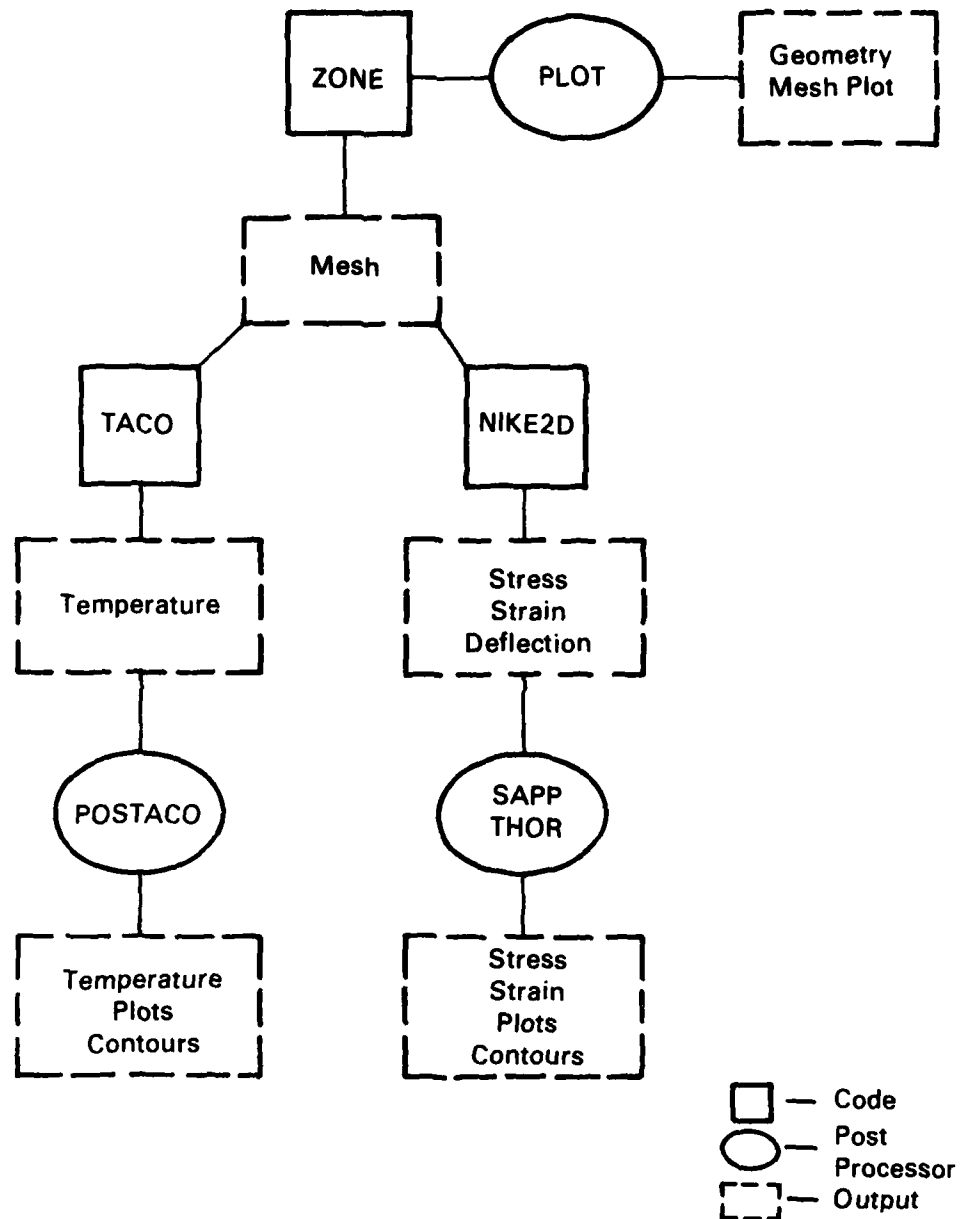 ZONE
PLOT
Geometry
Mesh Plot
Mesh
TACO
NIKE2D
Temperature
Stress
Strain
Deflection
POSTACO
SAPP
THOR
Temperature
Plots
Contours
Stress
Strain
Plots
Contours
— Code
— Post
Processor
— Output